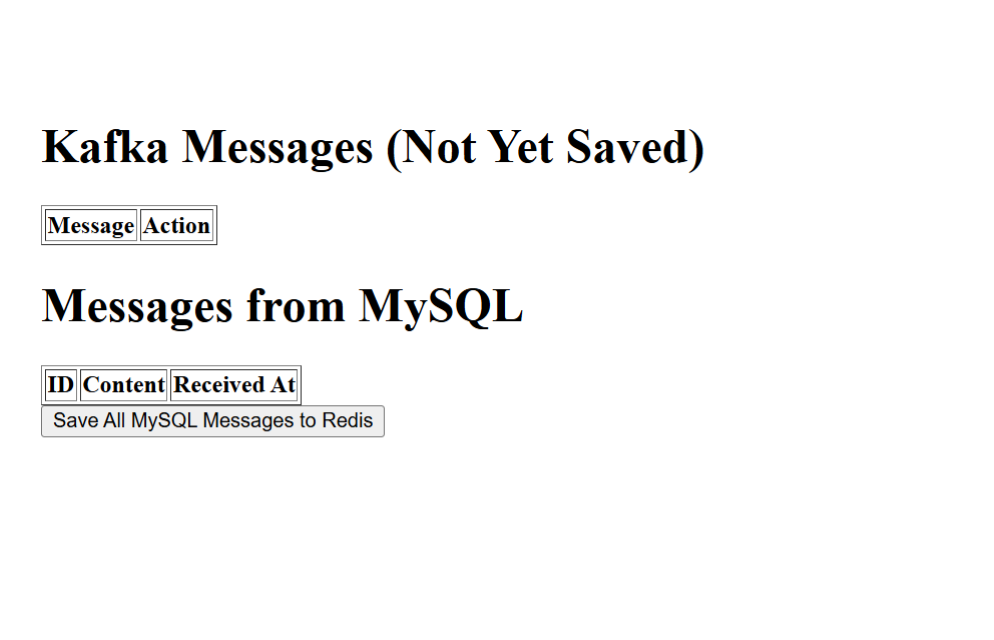 Kafka Messages (Not Yet Saved)
Message Action
Messages from MySQL
ID Content Received At
Save All MySQL Messages to Redis